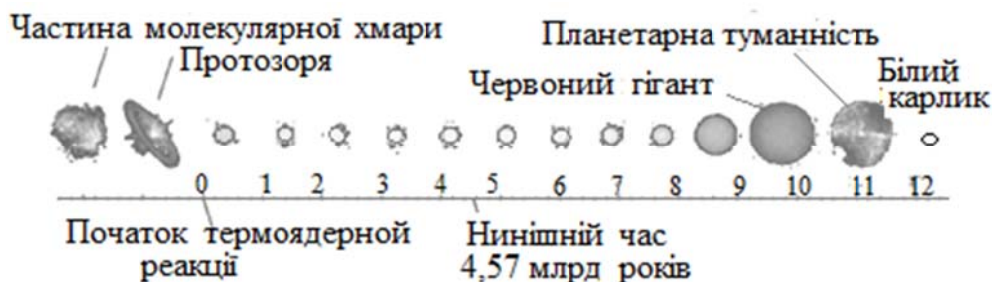 Частина молекулярної хмари
Протозоря
Планетарна туманність
Червоний гігант
Білий
карлик
0 1 2 3 4 5 6 7 8 9 10 11 12
Початок термоядерної
реакції
Нинішній час
4,57 млрд років